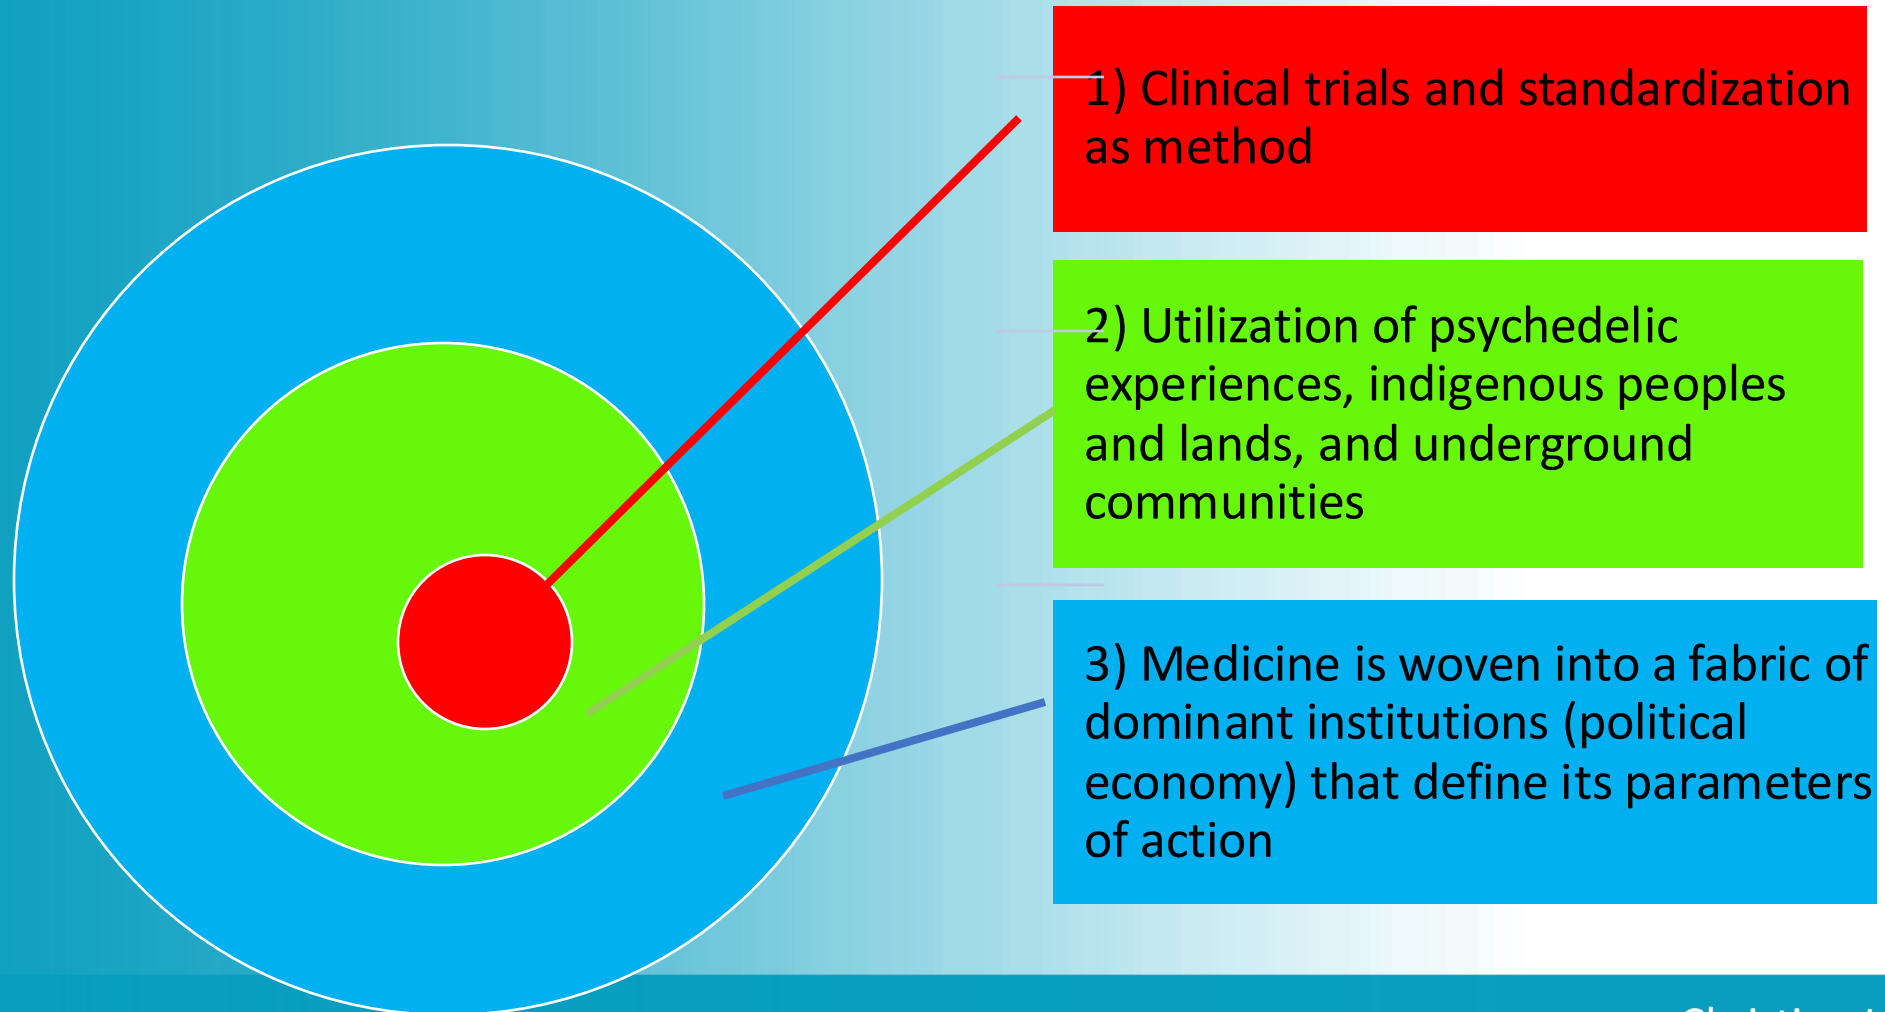 1) Clinical trials and standardization
as method
2) Utilization of psychedelic
experiences, indigenous peoples
and lands, and underground
communities
3) Medicine is woven into a fabric of
dominant institutions (political
economy) that define its parameters
of action